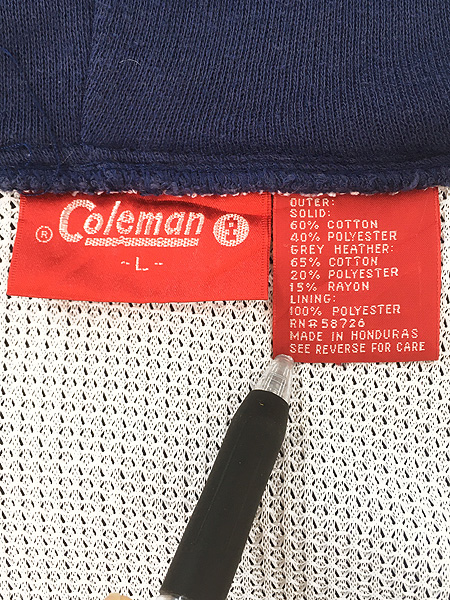 ® Coleman
- L -
OUTER:
SOLID:
60% COTTON
40% POLYESTER
GREY HEATHER:
65% COTTON
20% POLYESTER
15% RAYON
LINING:
100% POLYESTER
RN#58726
MADE IN HONDURAS
SEE REVERSE FOR CARE